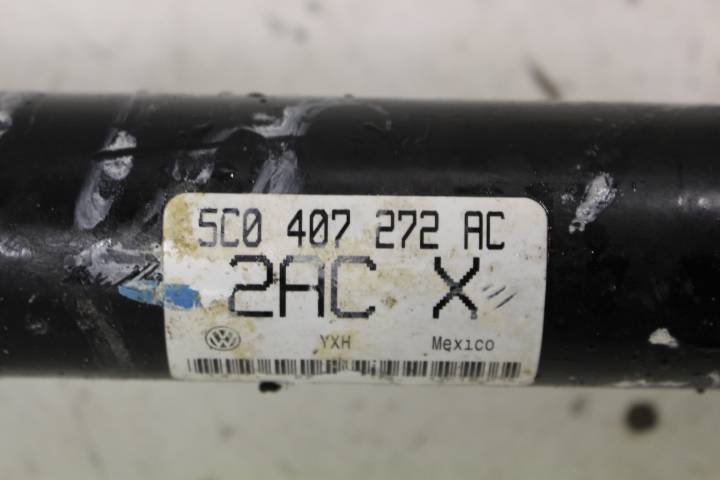 5C0 407 272 AC
2AC X
YXH Mexico